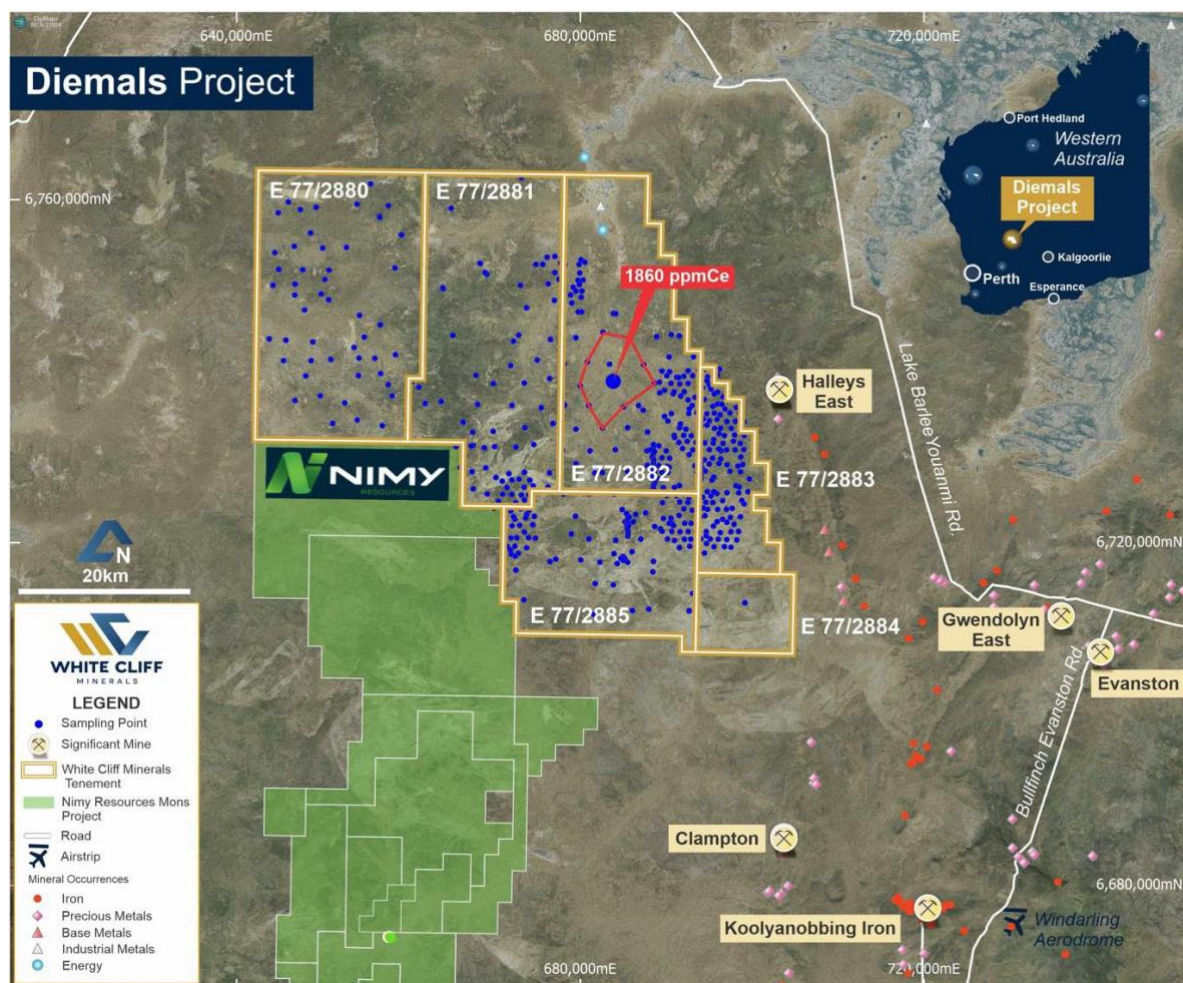 DigMaps
640,000mE
680,000mE
720,000mE
Diemals Project
Port Hedland
Western
Australia
Diemals
Project
Kalgoorlie
Perth
Esperance
6,760,000mN
E 77/2880
E 77/2881
1860 ppmCe
Lake Barlee Youanmi Rd.
Halleys
East
NIMY
RESOURCES
E 77/2882
E 77/2883
6,720,000mN
N
20km
E 77/2885
E 77/2884
Gwendolyn
East
Evanston
Bullfinch Evanston Rd.
WHITE CLIFF
MINERALS
LEGEND
Sampling Point
Significant Mine
White Cliff Minerals
Tenement
Nimy Resources Mons
Project
Road
Airstrip
Mineral Occurrences
Iron
Precious Metals
Base Metals
Industrial Metals
Energy
Clampton
6,680,000mN
Koolyanobbing Iron
Windarling
Aerodrome
680,000mE
720,000mE